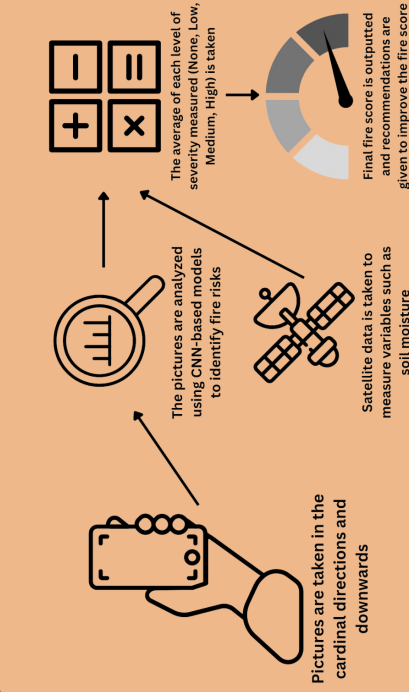 Pictures are taken in the
cardinal directions and
downwards
The pictures are analyzed
using CNN-based models
to identify fire risks
Satellite data is taken to
measure variables such as
soil moisture
The average of each level of
severity measured (None, Low,
Medium, High) is taken
Final fire score is outputted
and recommendations are
given to improve the fire score